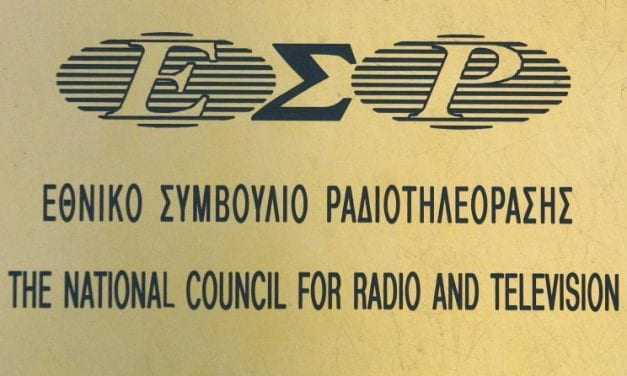 ΕΣΡ
ΕΘΝΙΚΟ ΣΥΜΒΟΥΛΙΟ ΡΑΔΙΟΤΗΛΕΟΡΑΣΗΣ
THE NATIONAL COUNCIL FOR RADIO AND TELEVISION